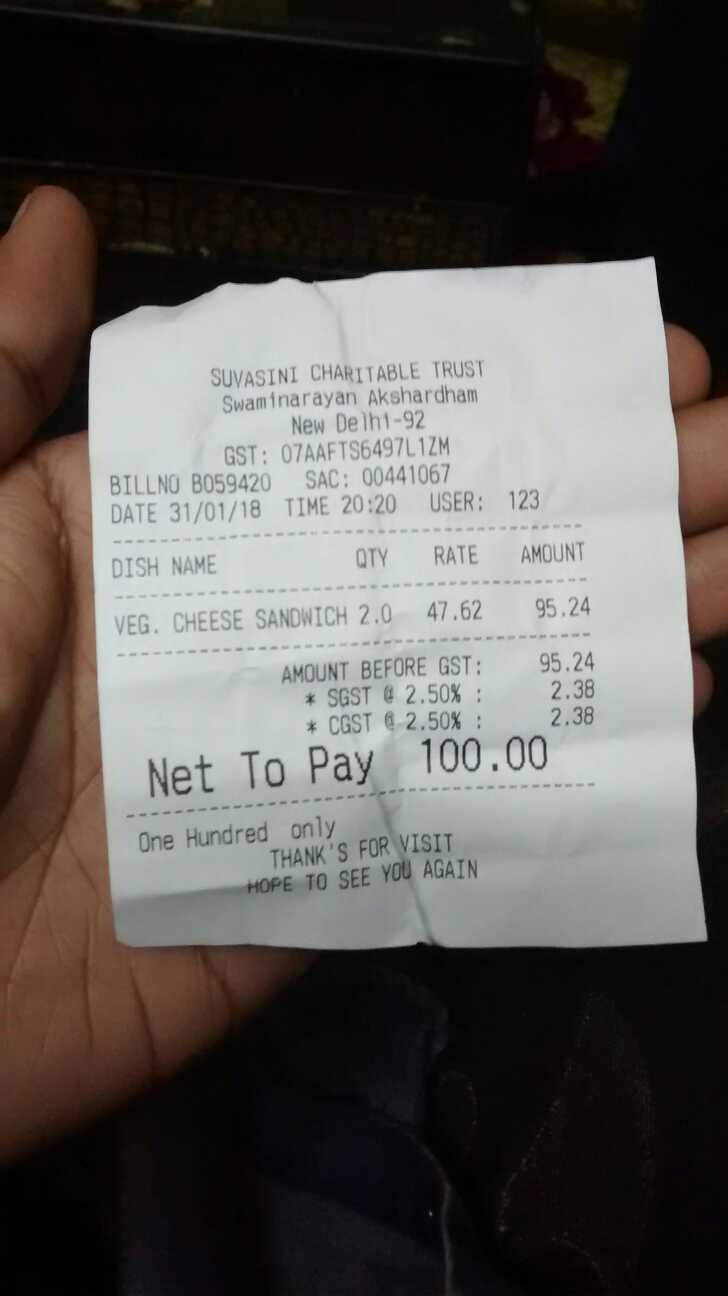 SUVASINI CHARITABLE TRUST
Swaminarayan Akshardham
New Delhi-92
GST: 07AAFTS6497L1ZM
BILLNO B059420 SAC: 00441067
DATE 31/01/18 TIME 20:20 USER: 123
DISH NAME QTY RATE AMOUNT
VEG. CHEESE SANDWICH 2.0 47.62 95.24
AMOUNT BEFORE GST: 95.24
* SGST @ 2.50% : 2.38
* CGST @ 2.50% : 2.38
Net To Pay 100.00
One Hundred only
THANK'S FOR VISIT
HOPE TO SEE YOU AGAIN